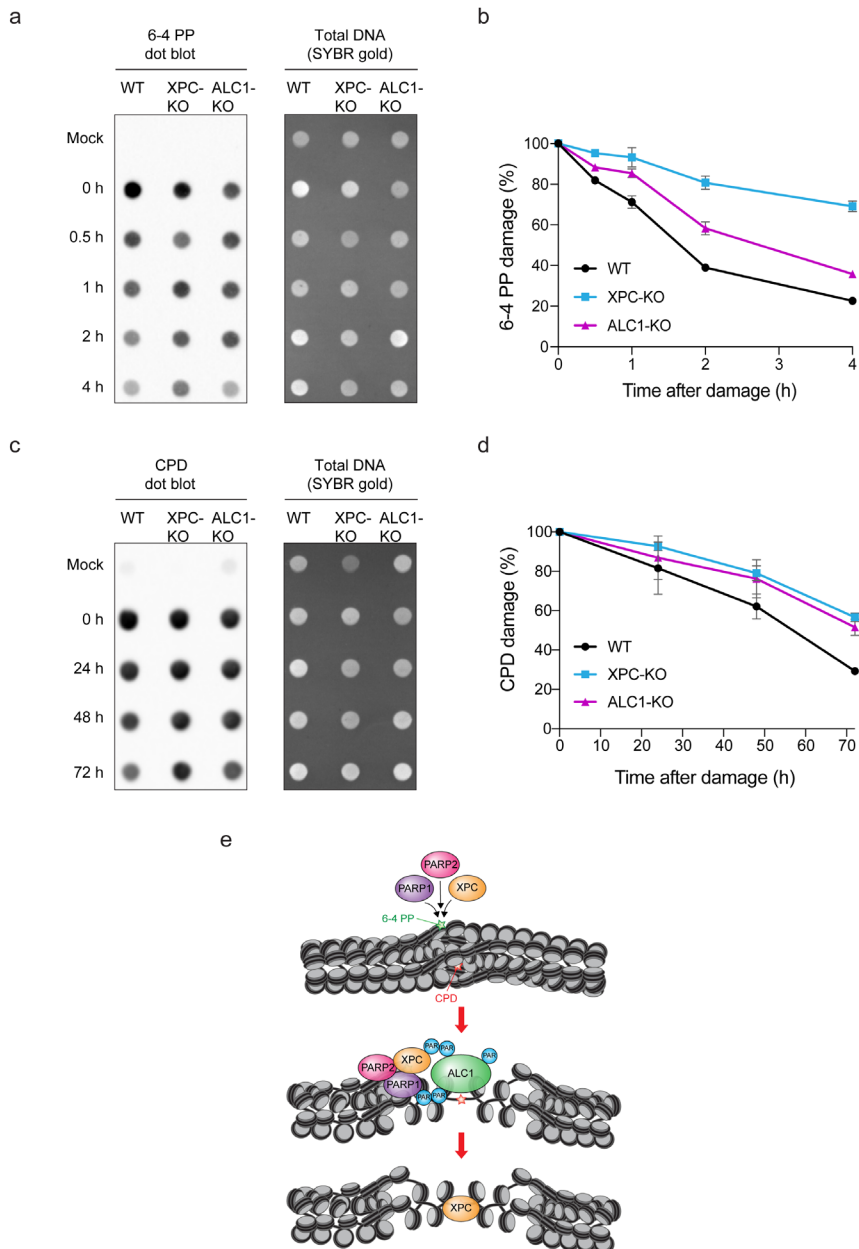 a
6-4 PP
dot blot
Total DNA
(SYBR gold)
WT
XPC-
KO
ALC1-
KO
WT
XPC-
KO
ALC1-
KO
Mock
0 h
0.5 h
1 h
2 h
4 h
b
6-4 PP damage (%)
100
80
60
40
20
0
WT
XPC-KO
ALC1-KO
0
1
2
3
4
Time after damage (h)
c
CPD
dot blot
Total DNA
(SYBR gold)
WT
XPC-
KO
ALC1-
KO
WT
XPC-
KO
ALC1-
KO
Mock
0 h
24 h
48 h
72 h
d
CPD damage (%)
100
80
60
40
20
0
WT
XPC-KO
ALC1-KO
0 10 20 30 40 50 60 70
Time after damage (h)
e
PARP2
PARP1
XPC
6-4 PP
CPD
PAR
PAR
PAR
XPC
PARP2
ALC1
PARP1
PAR
PAR
XPC